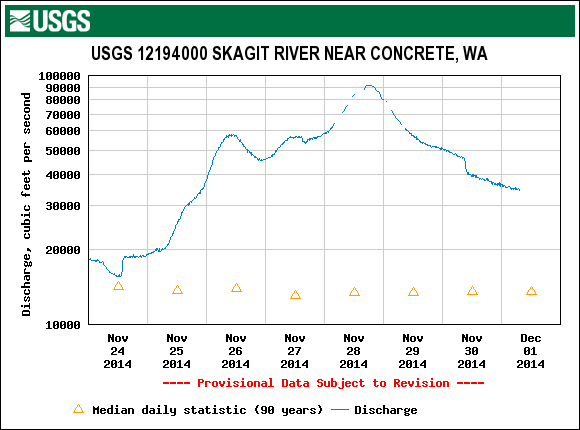 USGS
USGS 12194000 SKAGIT RIVER NEAR CONCRETE, WA
Discharge, cubic feet per second
100000
90000
80000
70000
60000
50000
40000
30000
20000
10000
Nov 24 2014
Nov 25 2014
Nov 26 2014
Nov 27 2014
Nov 28 2014
Nov 29 2014
Nov 30 2014
Dec 01 2014
---- Provisional Data Subject to Revision ----
Median daily statistic (90 years)
Discharge